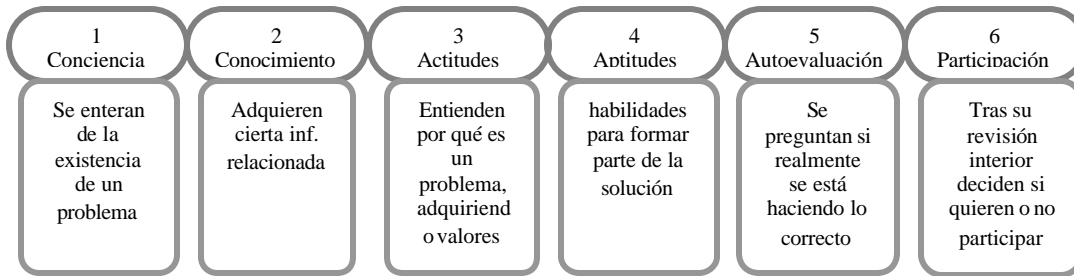 1
Conciencia
Se enteran
de la
existencia
de un
problema
2
Conocimiento
Adquieren
cierta inf.
relacionada
3
Actitudes
Entienden
por qué es
un
problema,
adquiriend
o valores
4
Aptitudes
habilidades
para formar
parte de la
solución
5
Autoevaluación
Se
preguntan si
realmente
se está
haciendo lo
correcto
6
Participación
Tras su
revisión
interior
deciden si
quieren o no
participar